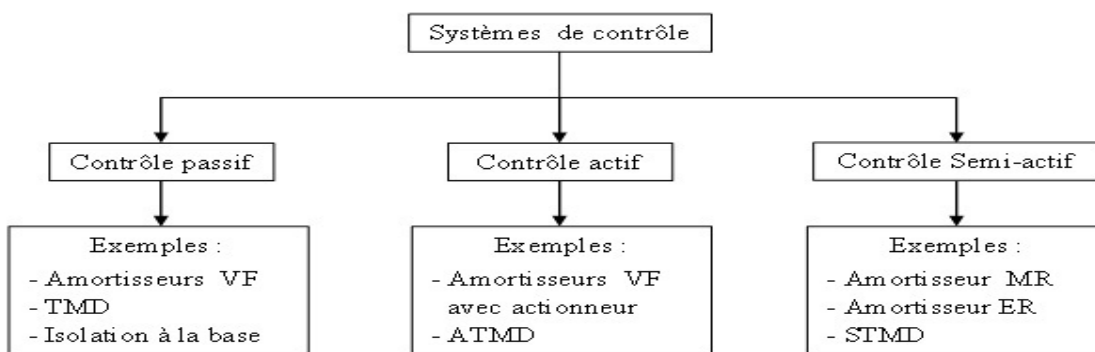 Systèmes de contrôle
Contrôle passif
Contrôle actif
Contrôle Semi-actif
Exemples :
- Amortisseurs VF
- TMD
- Isolation à la base
Exemples :
- Amortisseurs VF
avec actionneur
- ATMD
Exemples :
- Amortisseur MR
- Amortisseur ER
- STMD